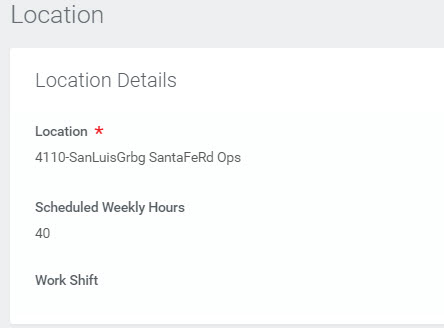 Location
Location Details
Location *
4110-SanLuisGrbg SantaFeRd Ops
Scheduled Weekly Hours
40
Work Shift